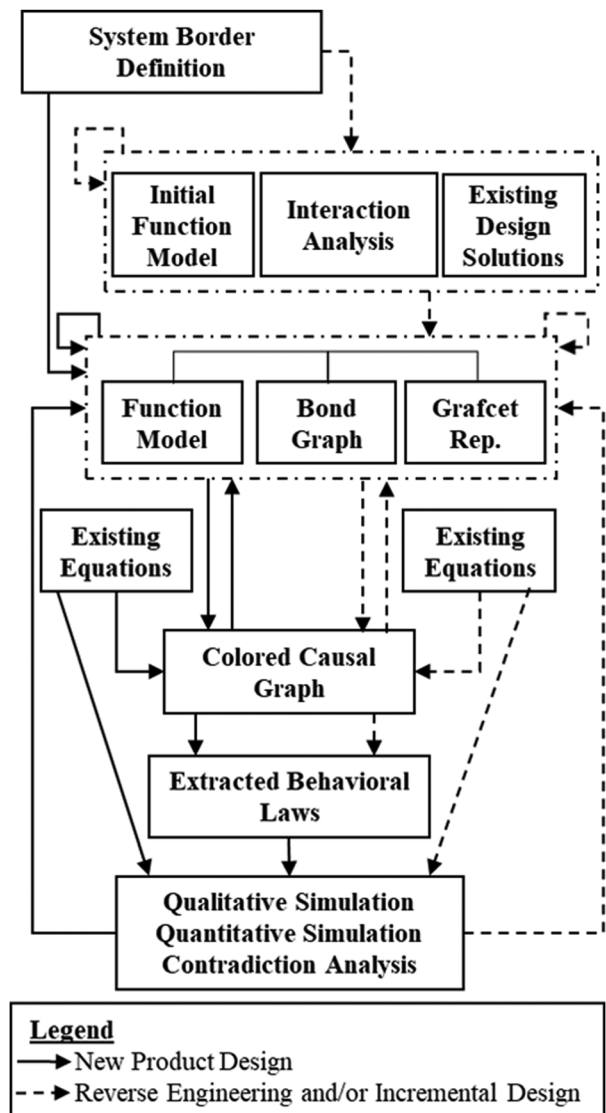 System Border
Definition
Initial
Function
Model
Interaction
Analysis
Existing
Design
Solutions
Function
Model
Bond
Graph
Grafcet
Rep.
Existing
Equations
Existing
Equations
Colored Causal
Graph
Extracted Behavioral
Laws
Qualitative Simulation
Quantitative Simulation
Contradiction Analysis
Legend
New Product Design
Reverse Engineering and/or Incremental Design